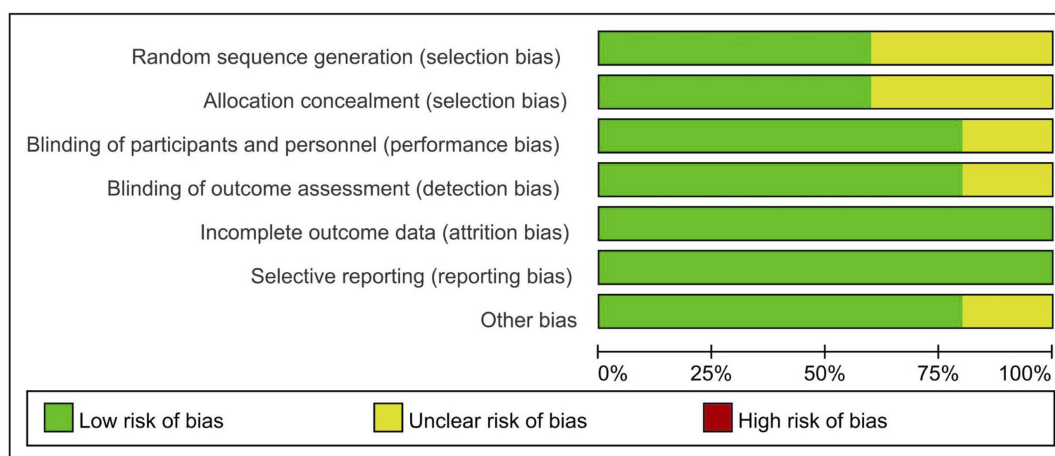 Random sequence generation (selection bias)
Allocation concealment (selection bias)
Blinding of participants and personnel (performance bias)
Blinding of outcome assessment (detection bias)
Incomplete outcome data (attrition bias)
Selective reporting (reporting bias)
Other bias
0% 25% 50% 75% 100%
Low risk of bias Unclear risk of bias High risk of bias